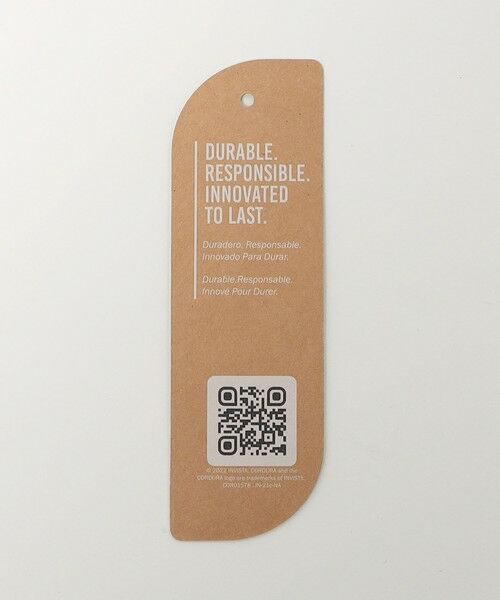 DURABLE.
RESPONSIBLE.
INNOVATED
TO LAST.
Duradero. Responsable.
Innovado Para Durar.
Durable.Responsable.
Innové Pour Durer.
© 2022 INVISTA. CORDURA and the
CORDURA logo are trademarks of INVISTA.